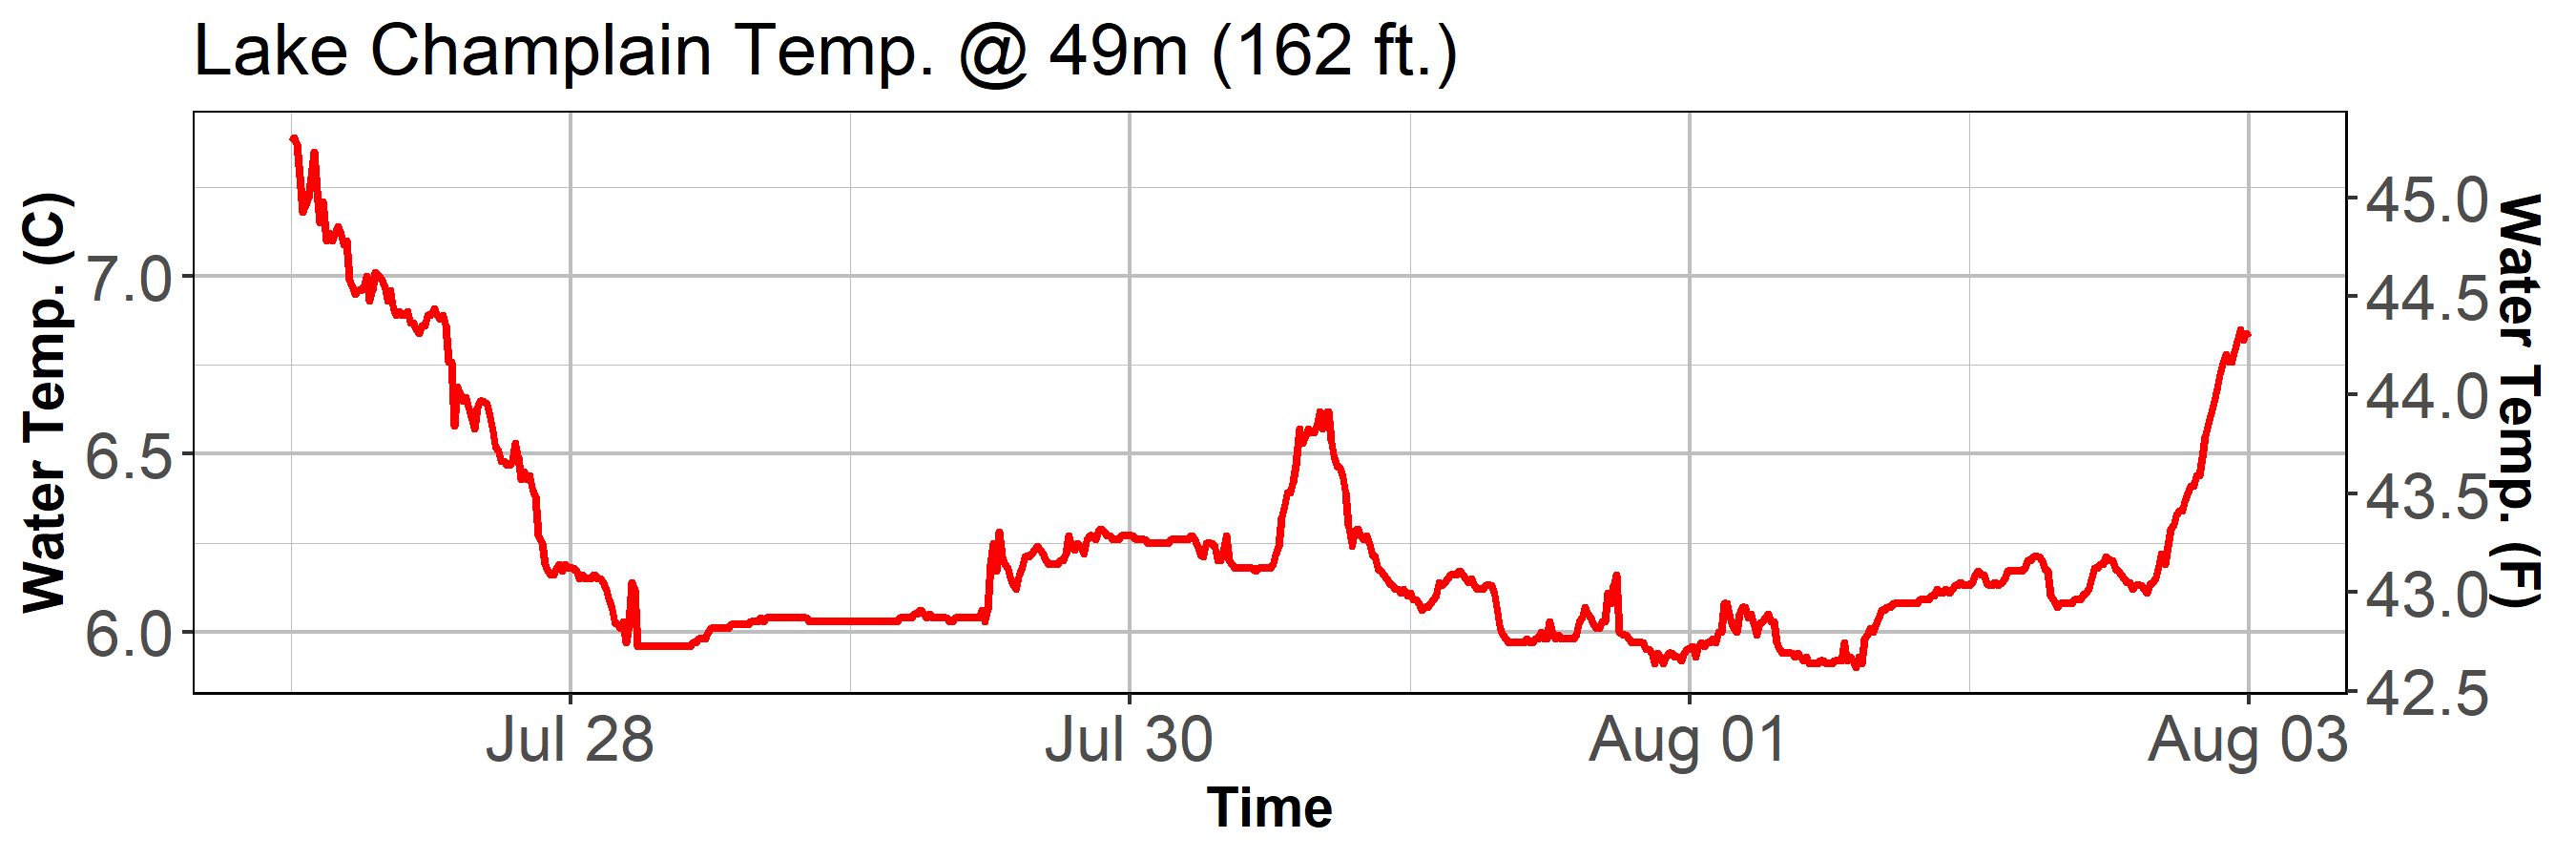 Lake Champlain Temp. @ 49m (162 ft.)
Water Temp. (C)
7.0
6.5
6.0
45.0
44.5
44.0
43.5
43.0
42.5
Water Temp. (F)
Jul 28
Jul 30
Aug 01
Aug 03
Time